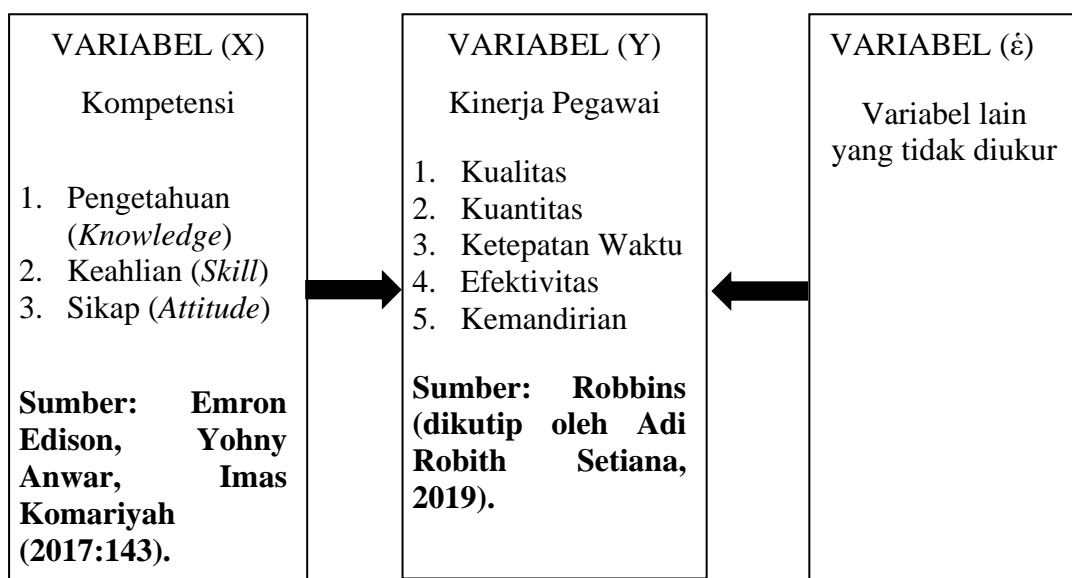 VARIABEL (X)
Kompetensi
1. Pengetahuan
(Knowledge)
2. Keahlian (Skill)
3. Sikap (Attitude)
Sumber: Emron
Edison, Yohny
Anwar, Imas
Komariyah
(2017:143).
VARIABEL (Y)
Kinerja Pegawai
1. Kualitas
2. Kuantitas
3. Ketepatan Waktu
4. Efektivitas
5. Kemandirian
Sumber: Robbins
(dikutip oleh Adi
Robith Setiana,
2019).
VARIABEL (έ)
Variabel lain
yang tidak diukur